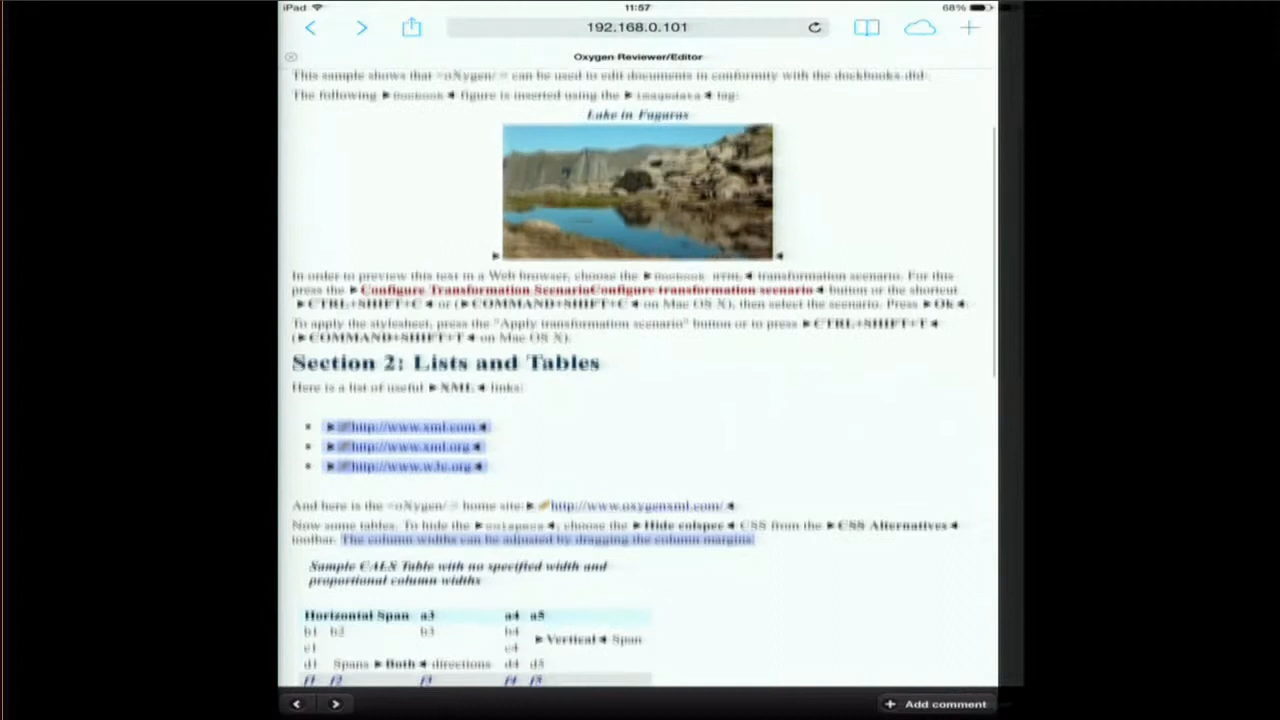 iPad 11:57 68%
192.168.0.101
Oxygen Reviewer/Editor
This sample shows that <oXygen/> can be used to edit documents in conformity with the
The following figure is inserted using the tag:
Lake in Fagaras
In order to preview this text in a Web browser, choose the transformation scenario. For this
press the Configure Transformation ScenarioConfigure transformation scenario button or the shortcut
CTRL+SHIFT+C or (COMMAND+SHIFT+C on Mac OS X), then select the scenario. Press Ok.
To apply the stylesheet, press the "Apply transformation scenario" button or to press CTRL+SHIFT+T
(COMMAND+SHIFT+T on Mac OS X).
Section 2: Lists and Tables
Here is a list of useful XML links:
http://www.xml.com
http://www.xml.org
http://www.w3c.org
And here is the <oXygen/> home site: http://www.oxygenxml.com/
Now some tables. To hide the , choose the Hide colspec CSS from the CSS Alternatives
toolbar. The column widths can be adjusted by dragging the column margins.
Sample CALS Table with no specified width and
proportional column widths
Horizontal Span a3 a4 a5
b1 b2 b3 b4 Vertical Span
c1 c4
d1 Spans Both directions d4 d5
f1 f2 f3 f4 f5
Add comment